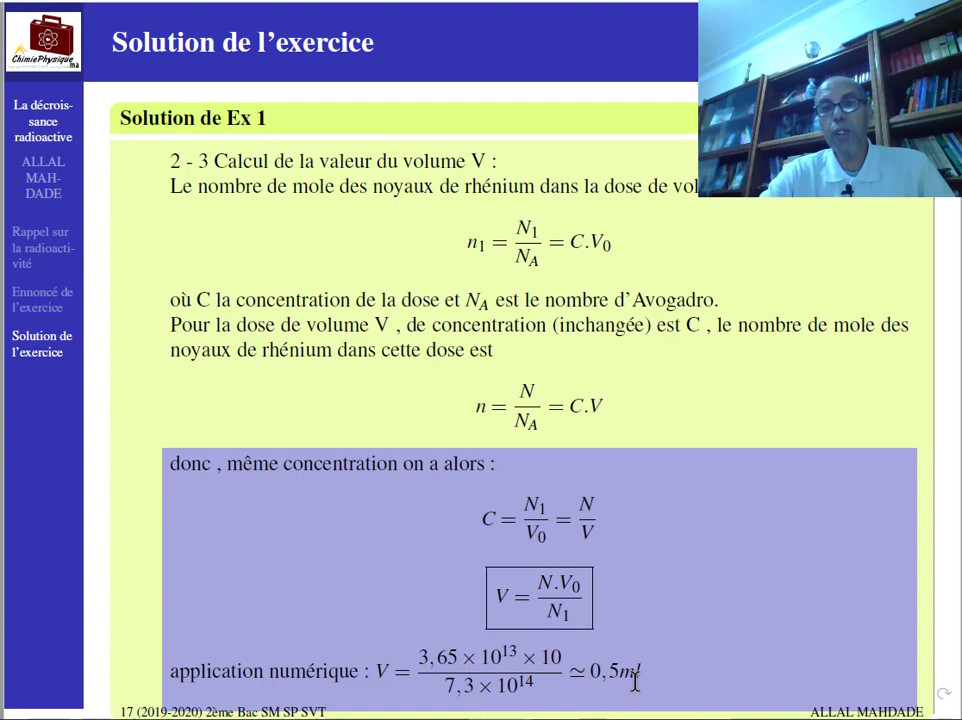 Solution de l'exercice
ChimiePhysique
ma
La décrois-
sance
radioactive
ALLAL
MAH-
DADE
Rappel sur
la radioacti-
vité
Ennoncé de
l'exercice
Solution de
l'exercice
Solution de Ex 1
2 - 3 Calcul de la valeur du volume V :
Le nombre de mole des noyaux de rhénium dans la dose de
n₁ = N₁/N_A = C.V₀
où C la concentration de la dose et N_A est le nombre d'Avogadro.
Pour la dose de volume V , de concentration (inchangée) est C , le nombre de mole des
noyaux de rhénium dans cette dose est
n = N/N_A = C.V
donc , même concentration on a alors :
C = N₁/V₀ = N/V
V = N.V₀/N₁
application numérique : V = 3,65 × 10¹³ × 10 / 7,3 × 10¹⁴ ≃ 0,5ml
17 (2019-2020) 2ème Bac SM SP SVT
ALLAL MAHDADE